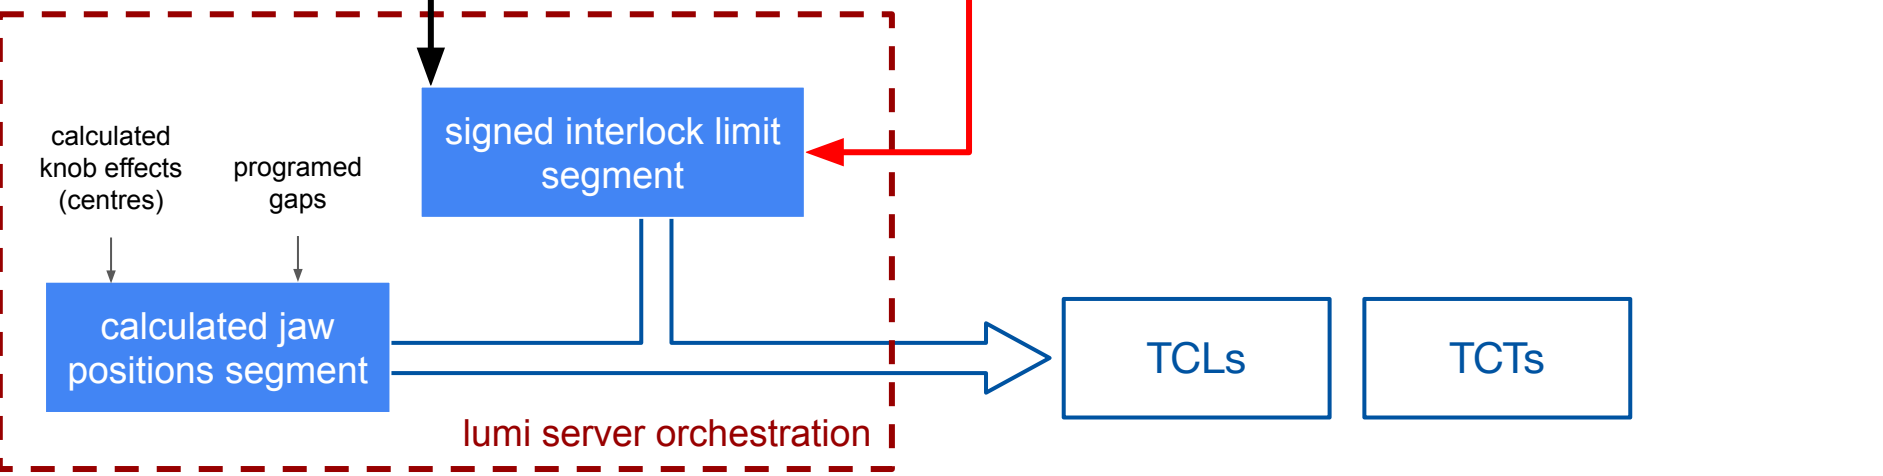 signed interlock limit
segment
calculated
knob effects
(centres)
programed
gaps
calculated jaw
positions segment
TCLs
TCTs
lumi server orchestration